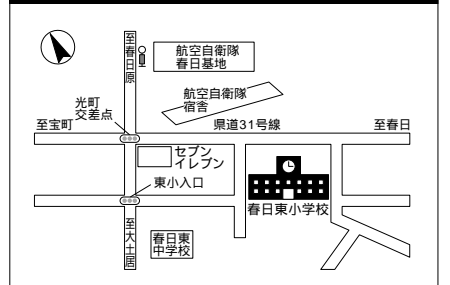 至春日原
航空自衛隊
春日基地
航空自衛隊
宿舎
光町
交差点
至宝町
県道31号線
至春日
セブン
イレブン
東小入口
春日東小学校
至大土居
春日東
中学校